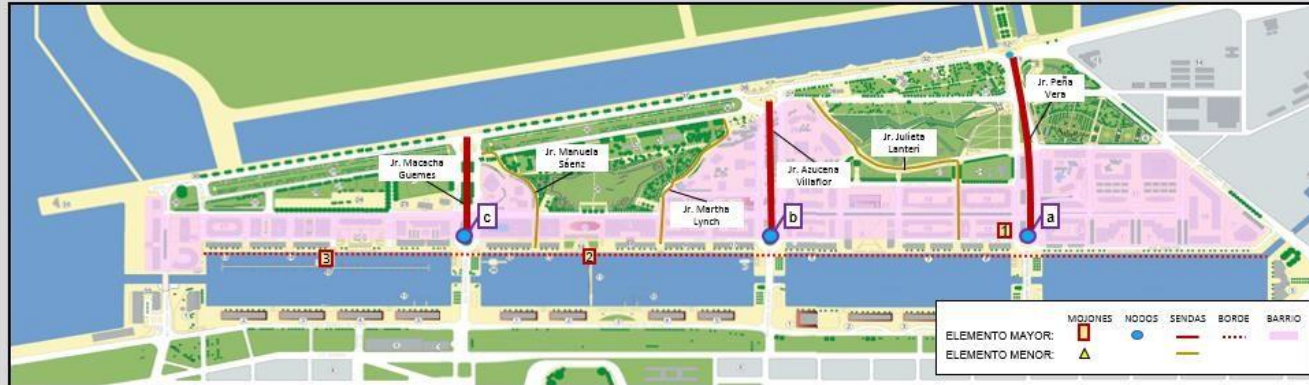 Jr. Peña
Vera
Jr. Julieta
Lanteri
Jr. Manuela
Sáenz
Jr. Macacha
Guemes
Jr. Azucena
Villaflor
Jr. Martha
Lynch
c
b
a
1
2
3
MOJONES NODOS SENDAS BORDE BARRIO
ELEMENTO MAYOR:
ELEMENTO MENOR: